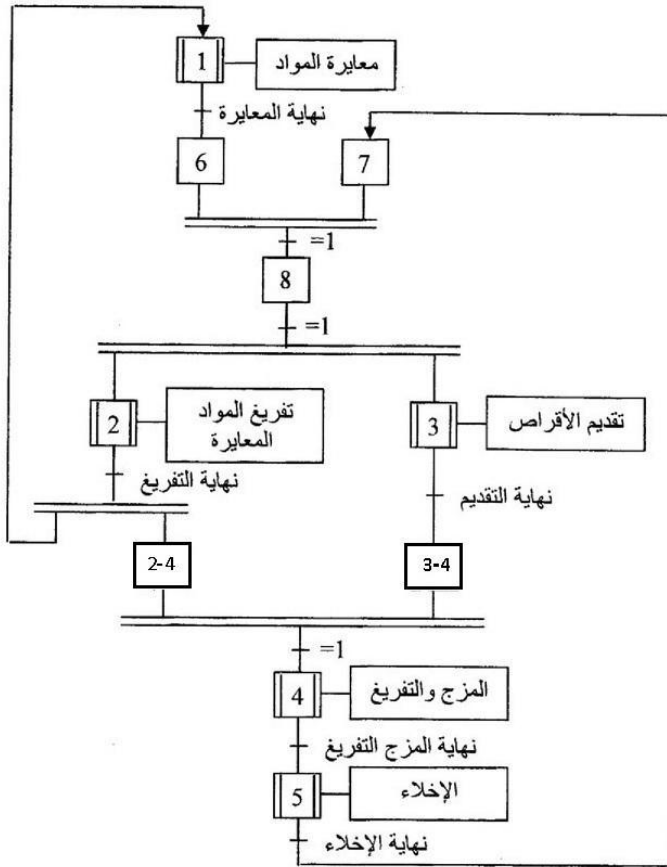 1
معايرة المواد
نهاية المعايرة
6
7
=1
8
=1
2
تفريغ المواد
المعايرة
3
تقديم الأقراص
نهاية التفريغ
نهاية التقديم
2-4
3-4
=1
4
المزج والتفريغ
نهاية المزج التفريغ
5
الإخلاء
نهاية الإخلاء